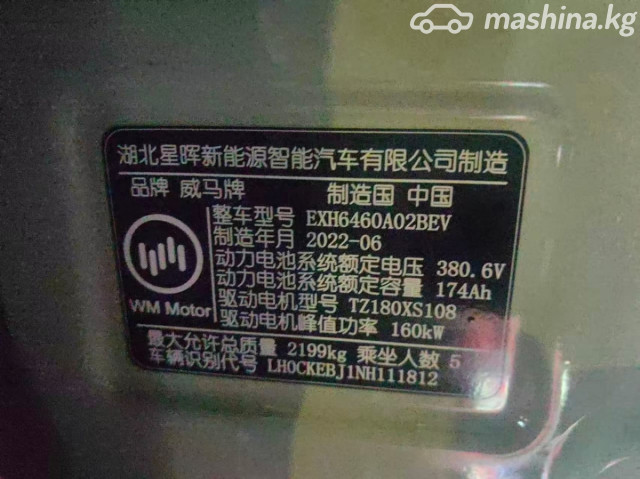 mashina.kg
湖北星晖新能源智能汽车有限公司制造
品牌 威马牌 制造国 中国
整车型号 EXH6460A02BEV
制造年月 2022-06
动力电池系统额定电压 380.6V
动力电池系统额定容量 174Ah
驱动电机型号 TZ180XS108
驱动电机峰值功率 160kW
WM Motor
最大允许总质量 2199kg 乘坐人数 5
车辆识别代号 LH0CKEBJ1NH111812